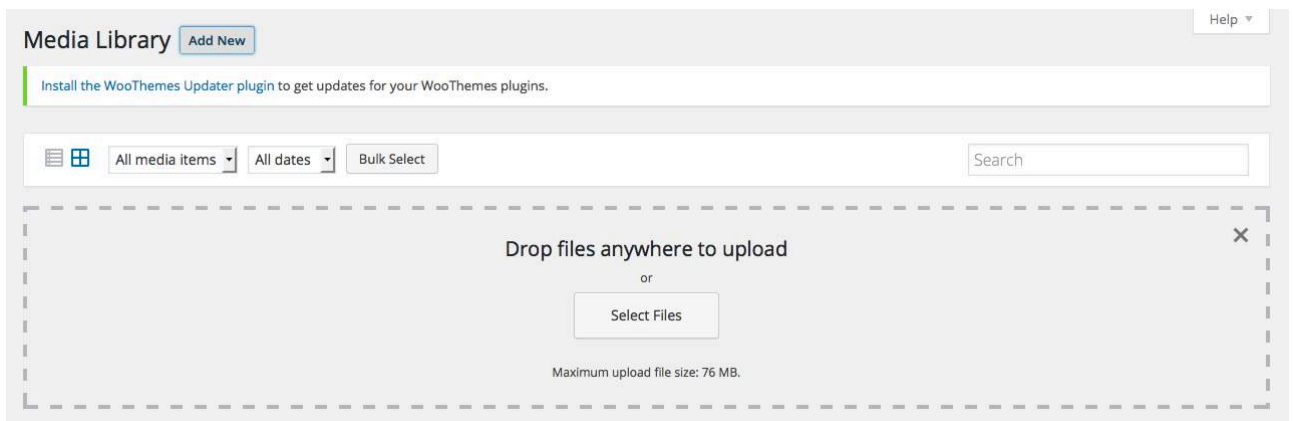 Help
Media Library Add New
Install the WooThemes Updater plugin to get updates for your WooThemes plugins.
All media items All dates Bulk Select Search
Drop files anywhere to upload
or
Select Files
Maximum upload file size: 76 MB.